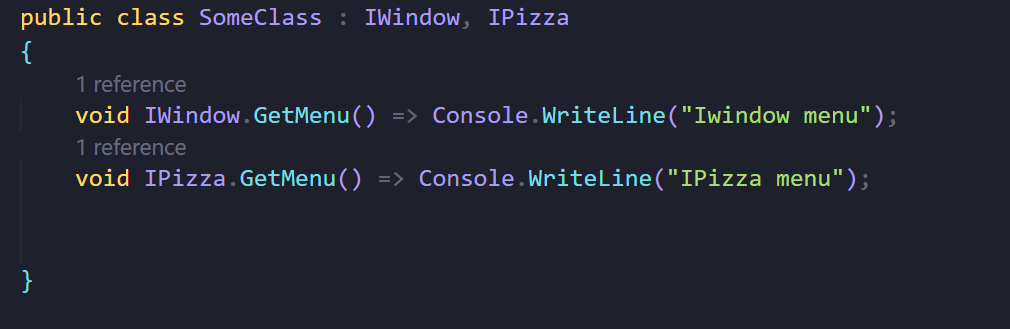 public class SomeClass : IWindow, IPizza
{
1 reference
void IWindow.GetMenu() => Console.WriteLine("Iwindow menu");
1 reference
void IPizza.GetMenu() => Console.WriteLine("IPizza menu");
}